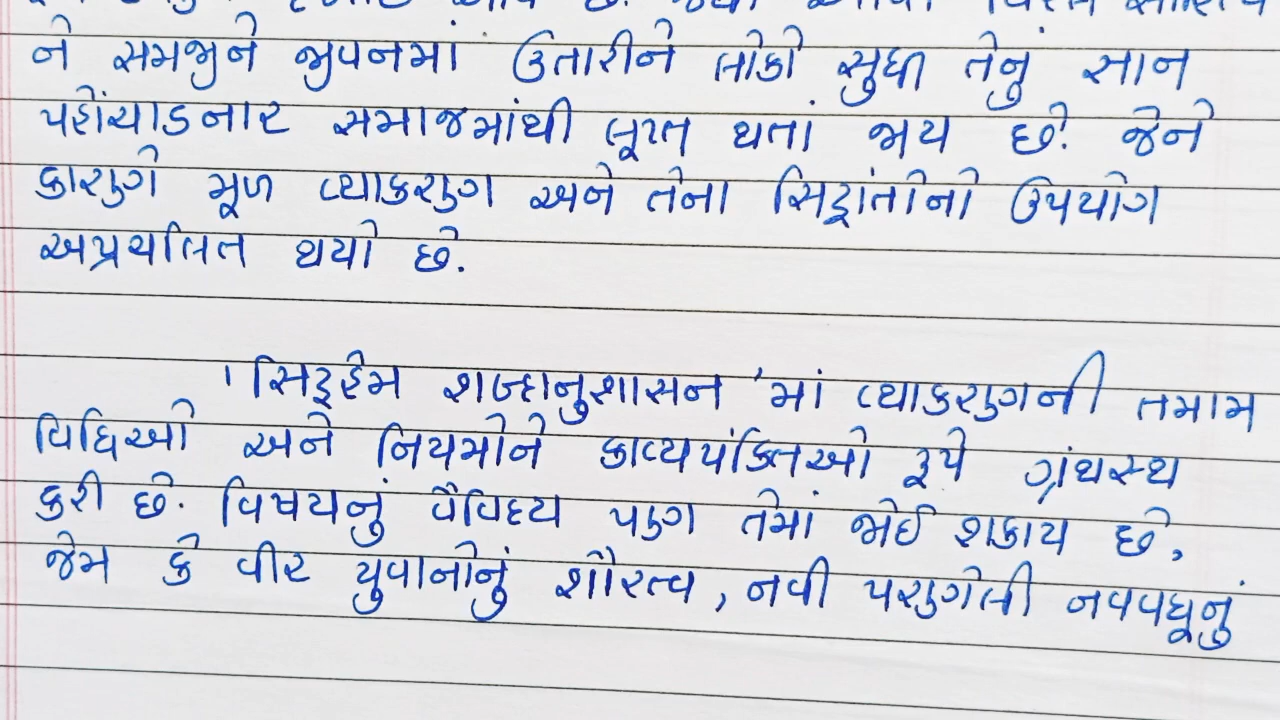 ને સમજીને જીવનમાં ઉતારીને લોકો સુધી તેનું જ્ઞાન
પહોંચાડનાર સમાજમાંથી લૂપ્ત થતાં જાય છે. જેને
કારણે મૂળ વ્યાકરણ અને તેના સિદ્ધાંતોનો ઉપયોગ
અપ્રચલિત થયો છે.
'સિદ્ધહેમ શબ્દાનુશાસન'માં વ્યાકરણની તમામ
વિધિઓ અને નિયમોને કાવ્યપંક્તિઓ રૂપે ગ્રંથસ્થ
કરી છે. વિષયનું વૈવિધ્ય પણ તેમાં જોઈ શકાય છે,
જેમ કે વીર યુવાનોનું શૌરત્વ, નવી પરણેલી નવવધૂનું